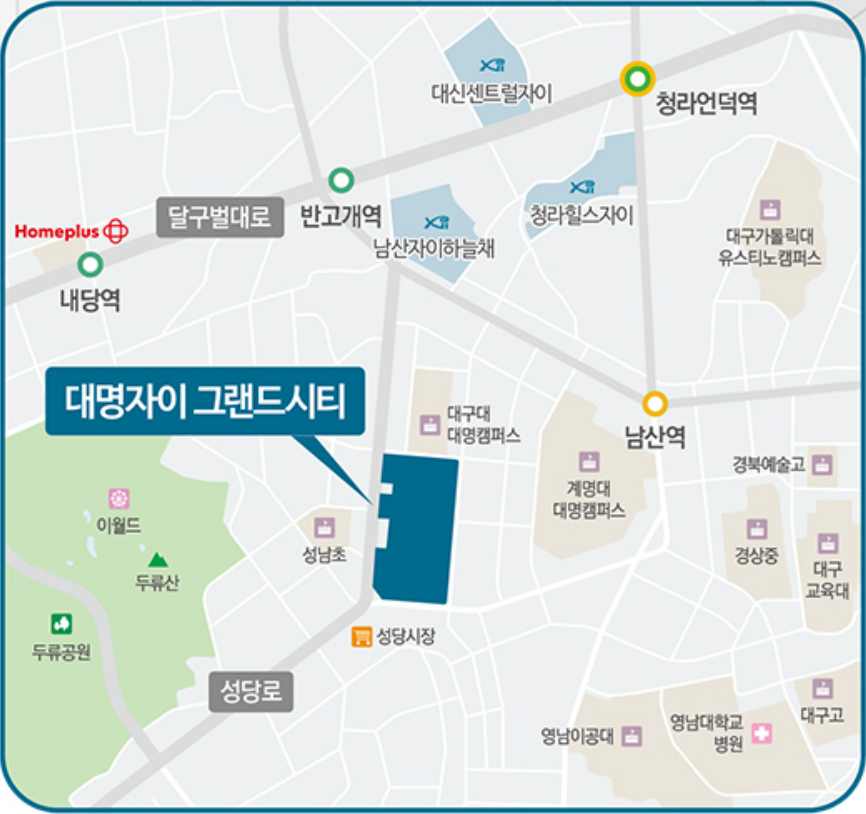 대신센트럴자이
청라언덕역
반고개역
달구벌대로
청라힐스자이
남산자이하늘채
대구가톨릭대
유스티노캠퍼스
Homeplus
내당역
대명자이 그랜드시티
대구대
대명캠퍼스
남산역
경북예술고
계명대
대명캠퍼스
이월드
성남초
경상중
두류산
대구
교육대
두류공원
성당시장
성당로
대구고
영남이공대
영남대학교
병원